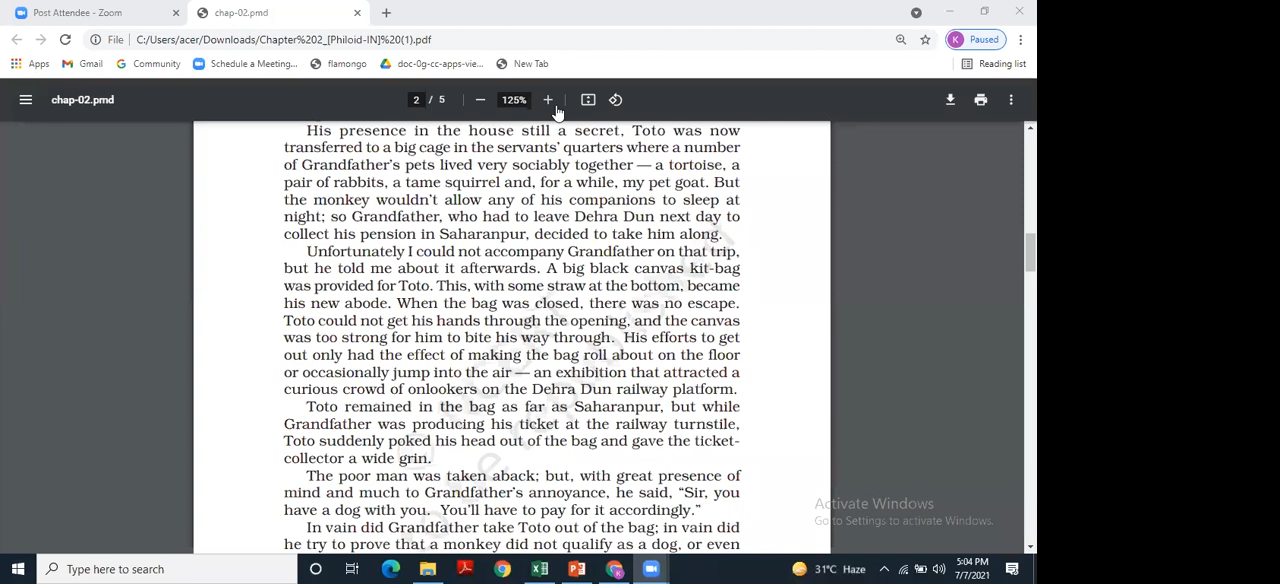 Post Attendee - Zoom
chap-02.pmd
File
C:/Users/acer/Downloads/Chapter%202_[Philoid-IN]%20(1).pdf
K Paused
Apps
Gmail
Community
Schedule a Meeting...
flamongo
doc-0g-cc-apps-vie...
New Tab
Reading list
chap-02.pmd
2 / 5
125%
His presence in the house still a secret, Toto was now
transferred to a big cage in the servants' quarters where a number
of Grandfather's pets lived very sociably together — a tortoise, a
pair of rabbits, a tame squirrel and, for a while, my pet goat. But
the monkey wouldn't allow any of his companions to sleep at
night; so Grandfather, who had to leave Dehra Dun next day to
collect his pension in Saharanpur, decided to take him along.
Unfortunately I could not accompany Grandfather on that trip,
but he told me about it afterwards. A big black canvas kit-bag
was provided for Toto. This, with some straw at the bottom, became
his new abode. When the bag was closed, there was no escape.
Toto could not get his hands through the opening, and the canvas
was too strong for him to bite his way through. His efforts to get
out only had the effect of making the bag roll about on the floor
or occasionally jump into the air — an exhibition that attracted a
curious crowd of onlookers on the Dehra Dun railway platform.
Toto remained in the bag as far as Saharanpur, but while
Grandfather was producing his ticket at the railway turnstile,
Toto suddenly poked his head out of the bag and gave the ticket-
collector a wide grin.
The poor man was taken aback; but, with great presence of
mind and much to Grandfather's annoyance, he said, "Sir, you
have a dog with you. You'll have to pay for it accordingly."
In vain did Grandfather take Toto out of the bag; in vain did
he try to prove that a monkey did not qualify as a dog, or even
Activate Windows
Go to Settings to activate Windows.
Type here to search
31°C Haze
5:04 PM
7/7/2021